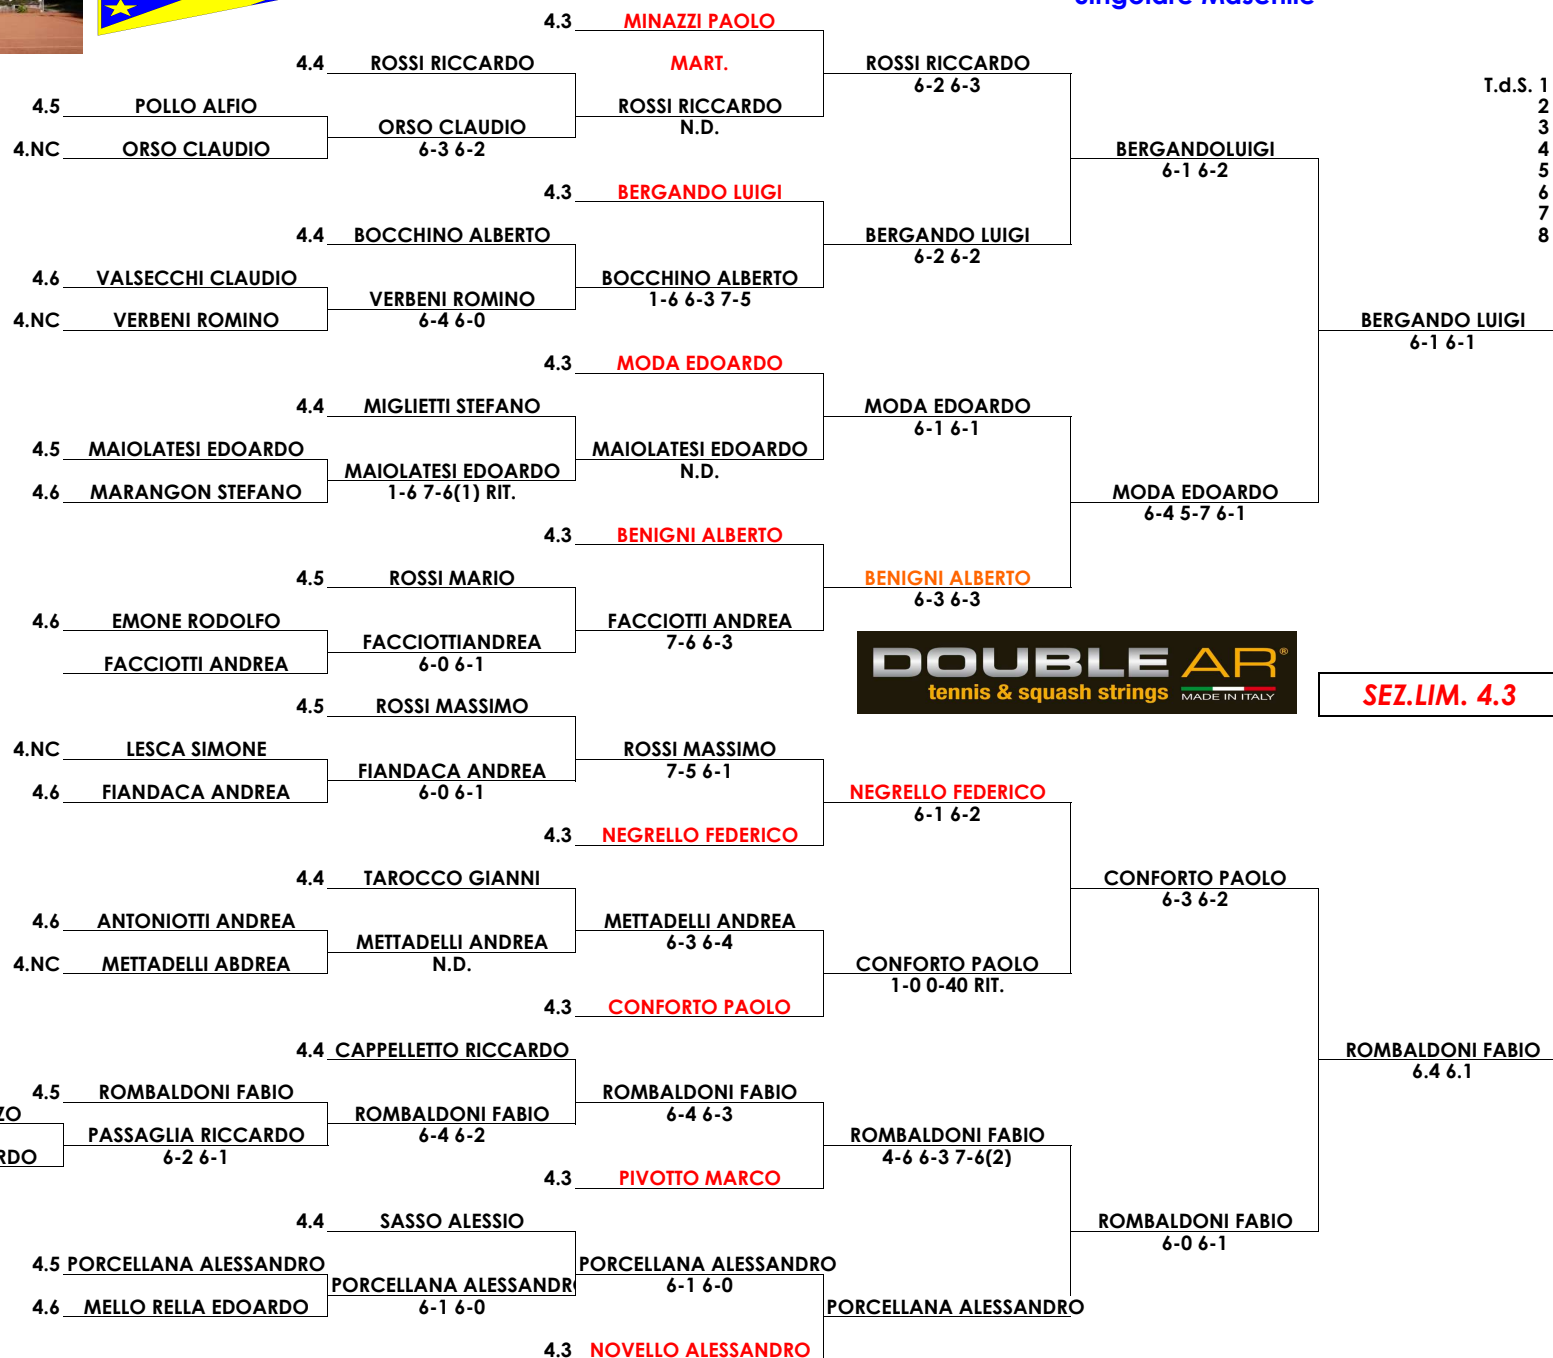 Singolare Maschile
4.3 MINAZZI PAOLO
4.4 ROSSI RICCARDO MART. ROSSI RICCARDO
6-2 6-3
T.d.S. 1
4.5 POLLO ALFIO ROSSI RICCARDO 2
ORSO CLAUDIO N.D. 3
4.NC ORSO CLAUDIO 6-3 6-2 BERGANDOLUIGI 4
6-1 6-2 5
4.3 BERGANDO LUIGI 6
7
4.4 BOCCHINO ALBERTO BERGANDO LUIGI 8
6-2 6-2
4.6 VALSECCHI CLAUDIO BOCCHINO ALBERTO
VERBENI ROMINO 1-6 6-3 7-5
4.NC VERBENI ROMINO 6-4 6-0 BERGANDO LUIGI
6-1 6-1
4.3 MODA EDOARDO
4.4 MIGLIETTI STEFANO MODA EDOARDO
6-1 6-1
4.5 MAIOLATESI EDOARDO MAIOLATESI EDOARDO
MAIOLATESI EDOARDO N.D.
4.6 MARANGON STEFANO 1-6 7-6(1) RIT. MODA EDOARDO
6-4 5-7 6-1
4.3 BENIGNI ALBERTO
4.5 ROSSI MARIO BENIGNI ALBERTO
6-3 6-3
4.6 EMONE RODOLFO FACCIOTTI ANDREA
FACCIOTTIANDREA 7-6 6-3
FACCIOTTI ANDREA 6-0 6-1
DOUBLE AR®
tennis & squash strings MADE IN ITALY
SEZ.LIM. 4.3
4.5 ROSSI MASSIMO
4.NC LESCA SIMONE ROSSI MASSIMO
FIANDACA ANDREA 7-5 6-1
4.6 FIANDACA ANDREA 6-0 6-1 NEGRELLO FEDERICO
6-1 6-2
4.3 NEGRELLO FEDERICO
4.4 TAROCCO GIANNI CONFORTO PAOLO
6-3 6-2
4.6 ANTONIOTTI ANDREA METTADELLI ANDREA
METTADELLI ANDREA 6-3 6-4
4.NC METTADELLI ABDREA N.D. CONFORTO PAOLO
1-0 0-40 RIT.
4.3 CONFORTO PAOLO
4.4 CAPPELLETTO RICCARDO ROMBALDONI FABIO
6.4 6.1
4.5 ROMBALDONI FABIO ROMBALDONI FABIO
ZO ROMBALDONI FABIO 6-4 6-3
PASSAGLIA RICCARDO 6-4 6-2 ROMBALDONI FABIO
RDO 6-2 6-1 4-6 6-3 7-6(2)
4.3 PIVOTTO MARCO
4.4 SASSO ALESSIO ROMBALDONI FABIO
6-0 6-1
4.5 PORCELLANA ALESSANDRO PORCELLANA ALESSANDRO
PORCELLANA ALESSANDR 6-1 6-0
4.6 MELLO RELLA EDOARDO 6-1 6-0 PORCELLANA ALESSANDRO
4.3 NOVELLO ALESSANDRO